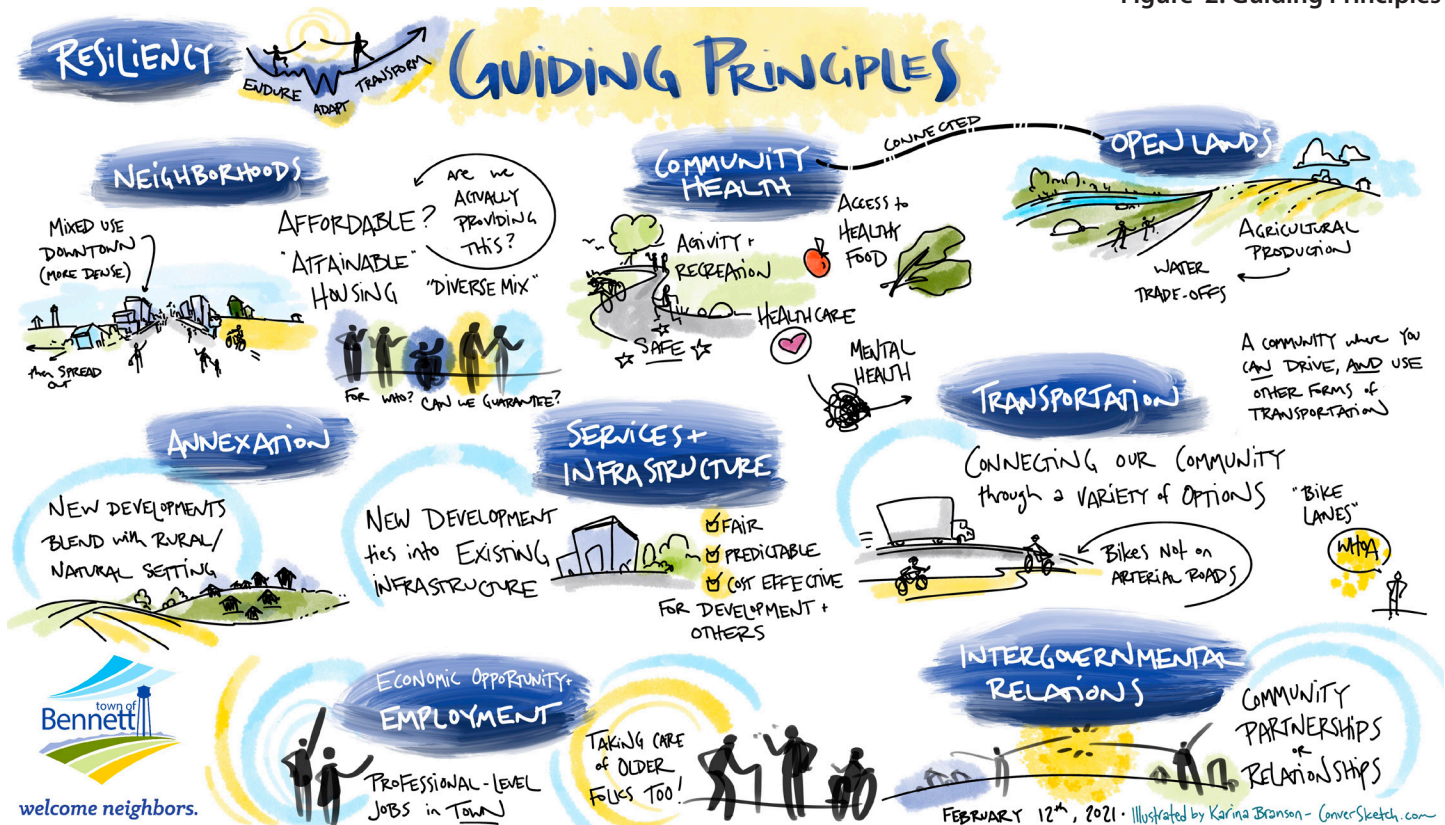 Figure 2. Guiding Principles
RESILIENCY
ENDURE
ADAPT
TRANSFORM
GUIDING PRINCIPLES
NEIGHBORHOODS
MIXED USE
DOWNTOWN
(MORE DENSE)
then SPREAD
OUT
AFFORDABLE?
"ATTAINABLE"
HOUSING
ARE WE
ACTUALLY
PROVIDING
THIS?
"DIVERSE MIX"
FOR WHO? CAN WE GUARANTEE?
COMMUNITY
HEALTH
CONNECTED
ACTIVITY +
RECREATION
SAFE
ACCESS to
HEALTHY
FOOD
HEALTHCARE
MENTAL
HEALTH
OPEN LANDS
AGRICULTURAL
PRODUCTION
WATER
TRADE-OFFS
ANNEXATION
NEW DEVELOPMENTS
BLEND with RURAL/
NATURAL SETTING
SERVICES +
INFRASTRUCTURE
NEW DEVELOPMENT
ties into EXISTING
INFRASTRUCTURE
FAIR
PREDICTABLE
COST EFFECTIVE
FOR DEVELOPMENT +
OTHERS
TRANSPORTATION
A COMMUNITY where YOU
CAN DRIVE, AND USE
OTHER FORMS of
TRANSPORTATION
CONNECTING OUR COMMUNITY
through a VARIETY of OPTIONS
Bikes Not on
ARTERIAL ROADS
"BIKE
LANES"
WHOA
town of
Bennett
welcome neighbors.
ECONOMIC OPPORTUNITY +
EMPLOYMENT
PROFESSIONAL-LEVEL
JOBS in TOWN
TAKING CARE
of OLDER
FOLKS TOO!
INTERGOVERNMENTAL
RELATIONS
COMMUNITY
PARTNERSHIPS
OR
RELATIONSHIPS
FEBRUARY 12th, 2021 · Illustrated by Karina Branson - ConverSketch.com